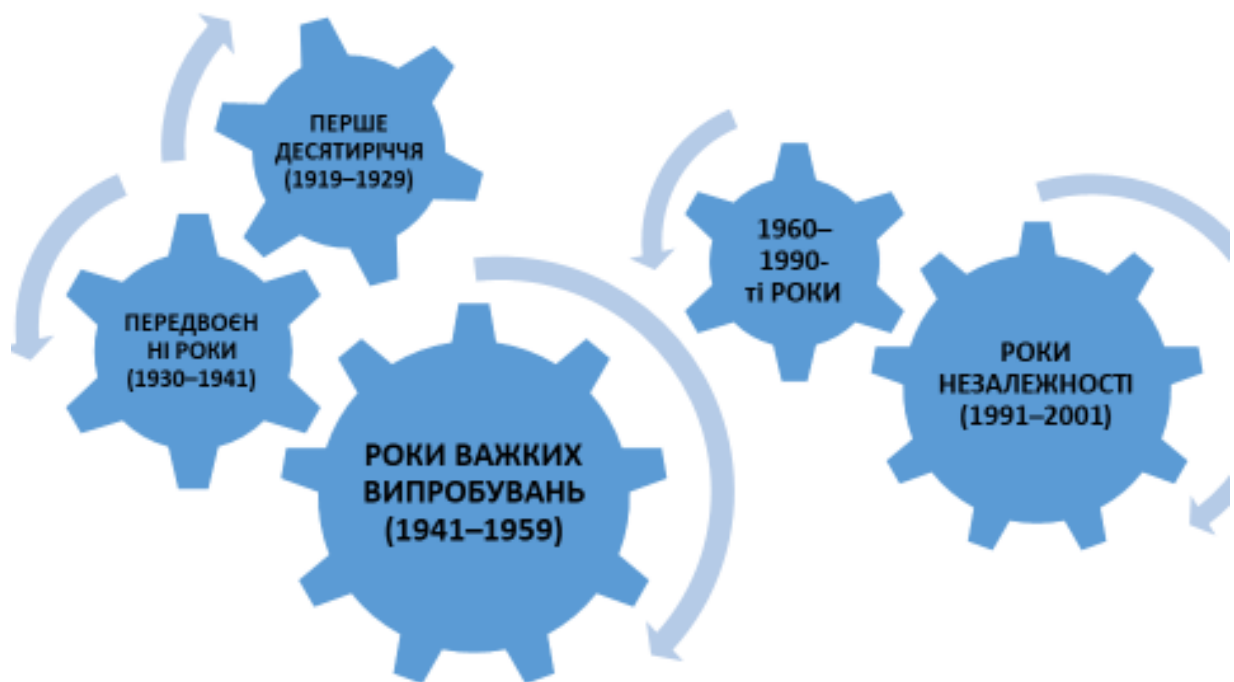 ПЕРШЕ
ДЕСЯТИРІЧЧЯ
(1919–1929)
ПЕРЕДВОЄН
НІ РОКИ
(1930–1941)
РОКИ ВАЖКИХ
ВИПРОБУВАНЬ
(1941–1959)
1960–
1990-
ті РОКИ
РОКИ
НЕЗАЛЕЖНОСТІ
(1991–2001)